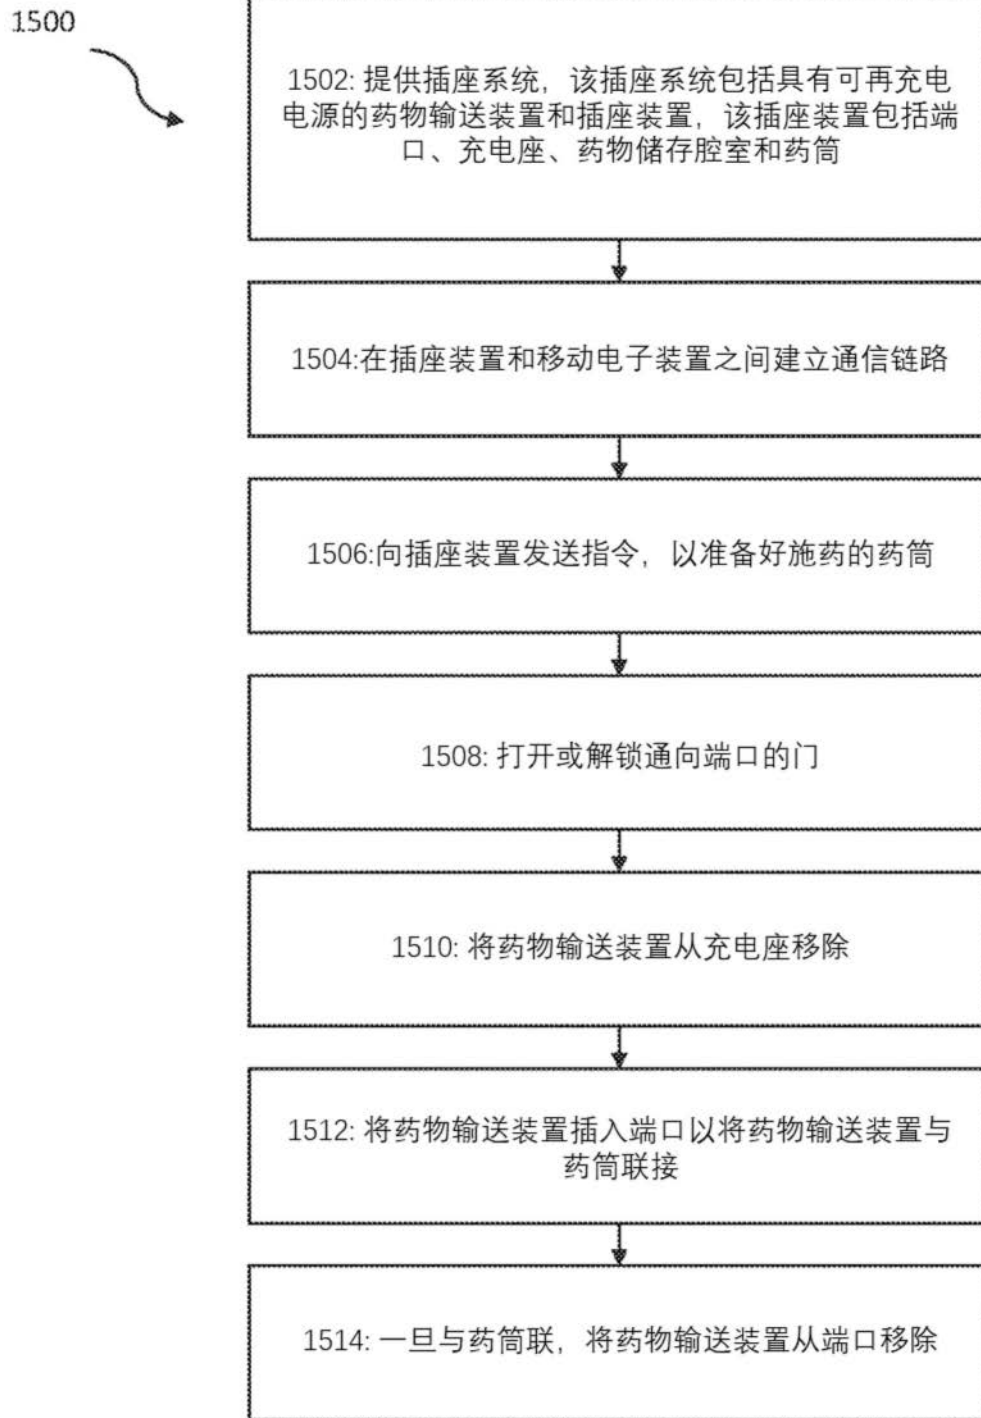 1500
1502: 提供插座系统，该插座系统包括具有可再充电
电源的药物输送装置和插座装置，该插座装置包括端
口、充电座、药物储存腔室和药筒
1504:在插座装置和移动电子装置之间建立通信链路
1506:向插座装置发送指令，以准备好施药的药筒
1508: 打开或解锁通向端口的门
1510: 将药物输送装置从充电座移除
1512: 将药物输送装置插入端口以将药物输送装置与
药筒联接
1514: 一旦与药筒联，将药物输送装置从端口移除